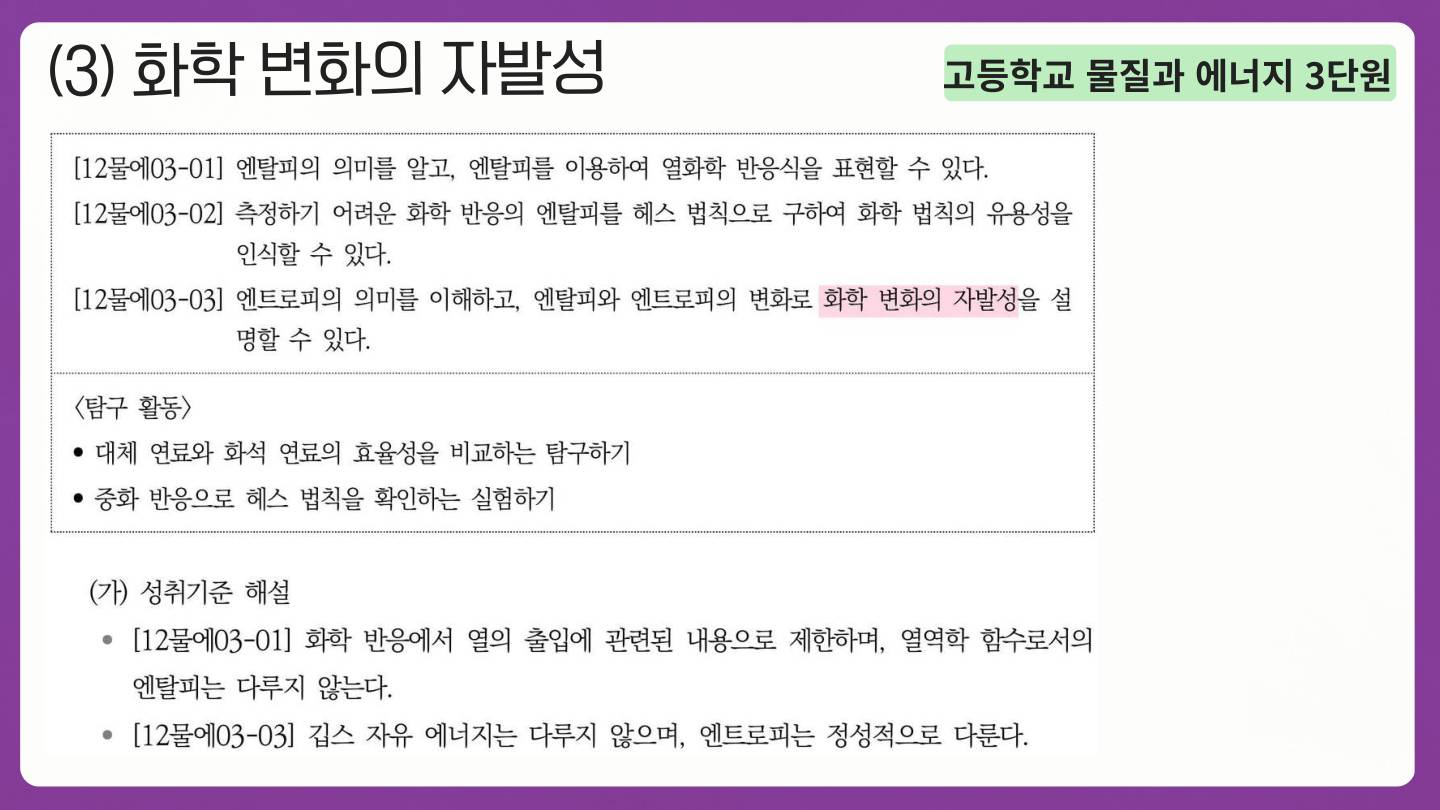 (3) 화학 변화의 자발성
고등학교 물질과 에너지 3단원
[12물에03-01] 엔탈피의 의미를 알고, 엔탈피를 이용하여 열화학 반응식을 표현할 수 있다.
[12물에03-02] 측정하기 어려운 화학 반응의 엔탈피를 헤스 법칙으로 구하여 화학 법칙의 유용성을
인식할 수 있다.
[12물에03-03] 엔트로피의 의미를 이해하고, 엔탈피와 엔트로피의 변화로 화학 변화의 자발성을 설
명할 수 있다.
〈탐구 활동〉
• 대체 연료와 화석 연료의 효율성을 비교하는 탐구하기
• 중화 반응으로 헤스 법칙을 확인하는 실험하기
(가) 성취기준 해설
• [12물에03-01] 화학 반응에서 열의 출입에 관련된 내용으로 제한하며, 열역학 함수로서의
엔탈피는 다루지 않는다.
• [12물에03-03] 깁스 자유 에너지는 다루지 않으며, 엔트로피는 정성적으로 다룬다.